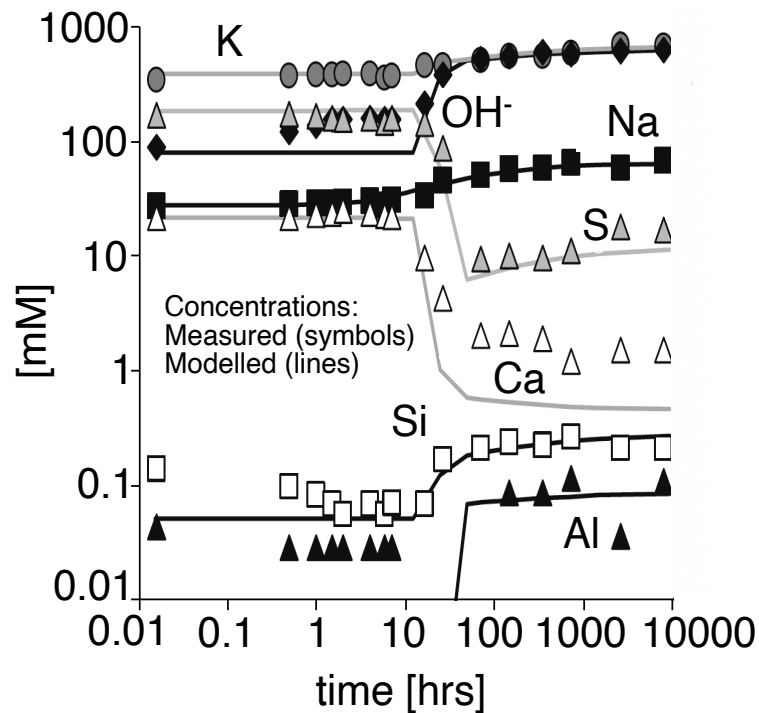 1000
K
OH-
Na
100
S
10
Concentrations:
Measured (symbols)
Modelled (lines)
[mM]
1
Ca
Si
0.1
Al
0.01
0.01 0.1 1 10 100 1000 10000
time [hrs]